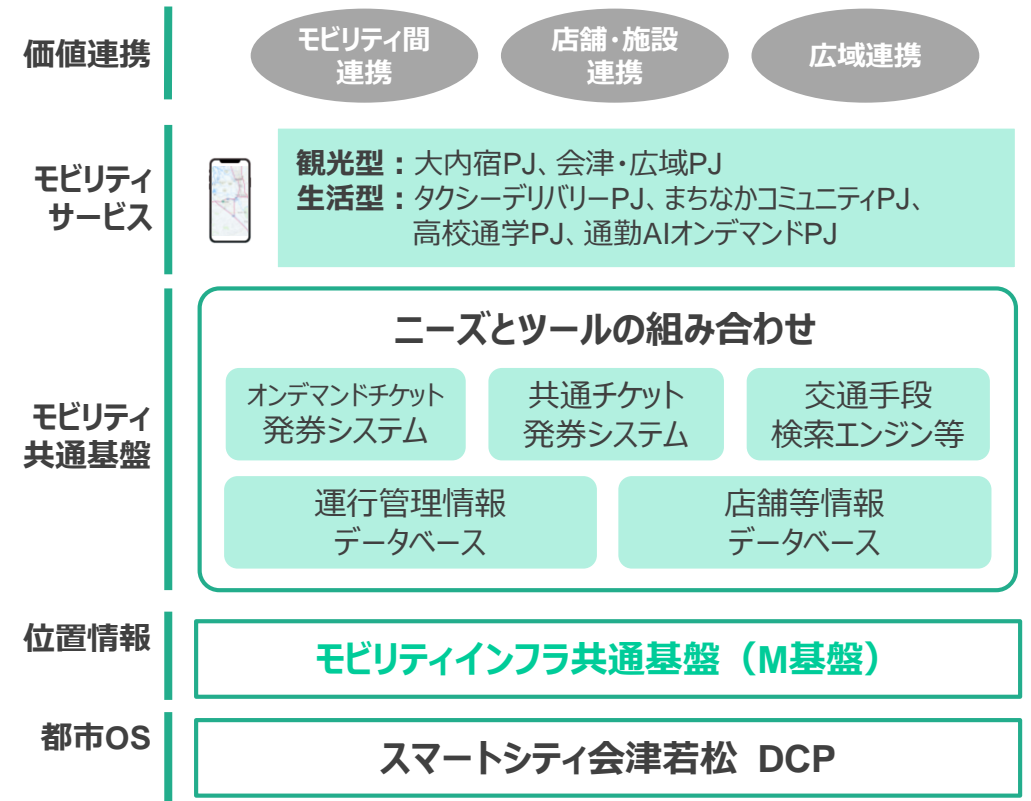 価値連携
モビリティ間
連携
店舗・施設
連携
広域連携
モビリティ
サービス
観光型：大内宿PJ、会津・広域PJ
生活型：タクシーデリバリーPJ、まちなかコミュニティPJ、
高校通学PJ、通勤AIオンデマンドPJ
モビリティ
共通基盤
ニーズとツールの組み合わせ
オンデマンドチケット
発券システム
共通チケット
発券システム
交通手段
検索エンジン等
運行管理情報
データベース
店舗等情報
データベース
位置情報
モビリティインフラ共通基盤（M基盤）
都市OS
スマートシティ会津若松 DCP